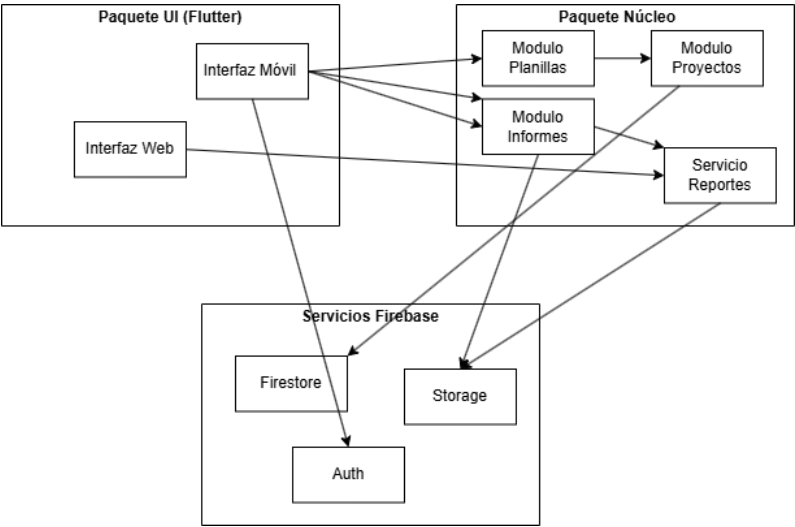 Paquete UI (Flutter)
Interfaz Móvil
Interfaz Web
Paquete Núcleo
Modulo
Planillas
Modulo
Proyectos
Modulo
Informes
Servicio
Reportes
Servicios Firebase
Firestore
Storage
Auth